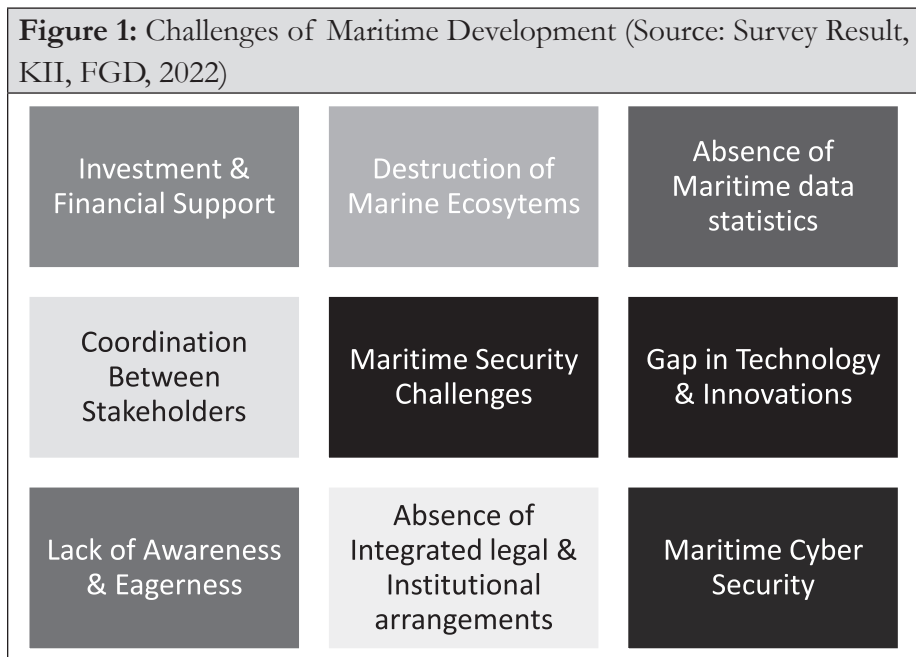 Figure 1: Challenges of Maritime Development (Source: Survey Result,
KII, FGD, 2022)
Investment &
Financial Support
Destruction of
Marine Ecosytems
Absence of
Maritime data
statistics
Coordination
Between
Stakeholders
Maritime Security
Challenges
Gap in Technology
& Innovations
Lack of Awareness
& Eagerness
Absence of
Integrated legal &
Institutional
arrangements
Maritime Cyber
Security